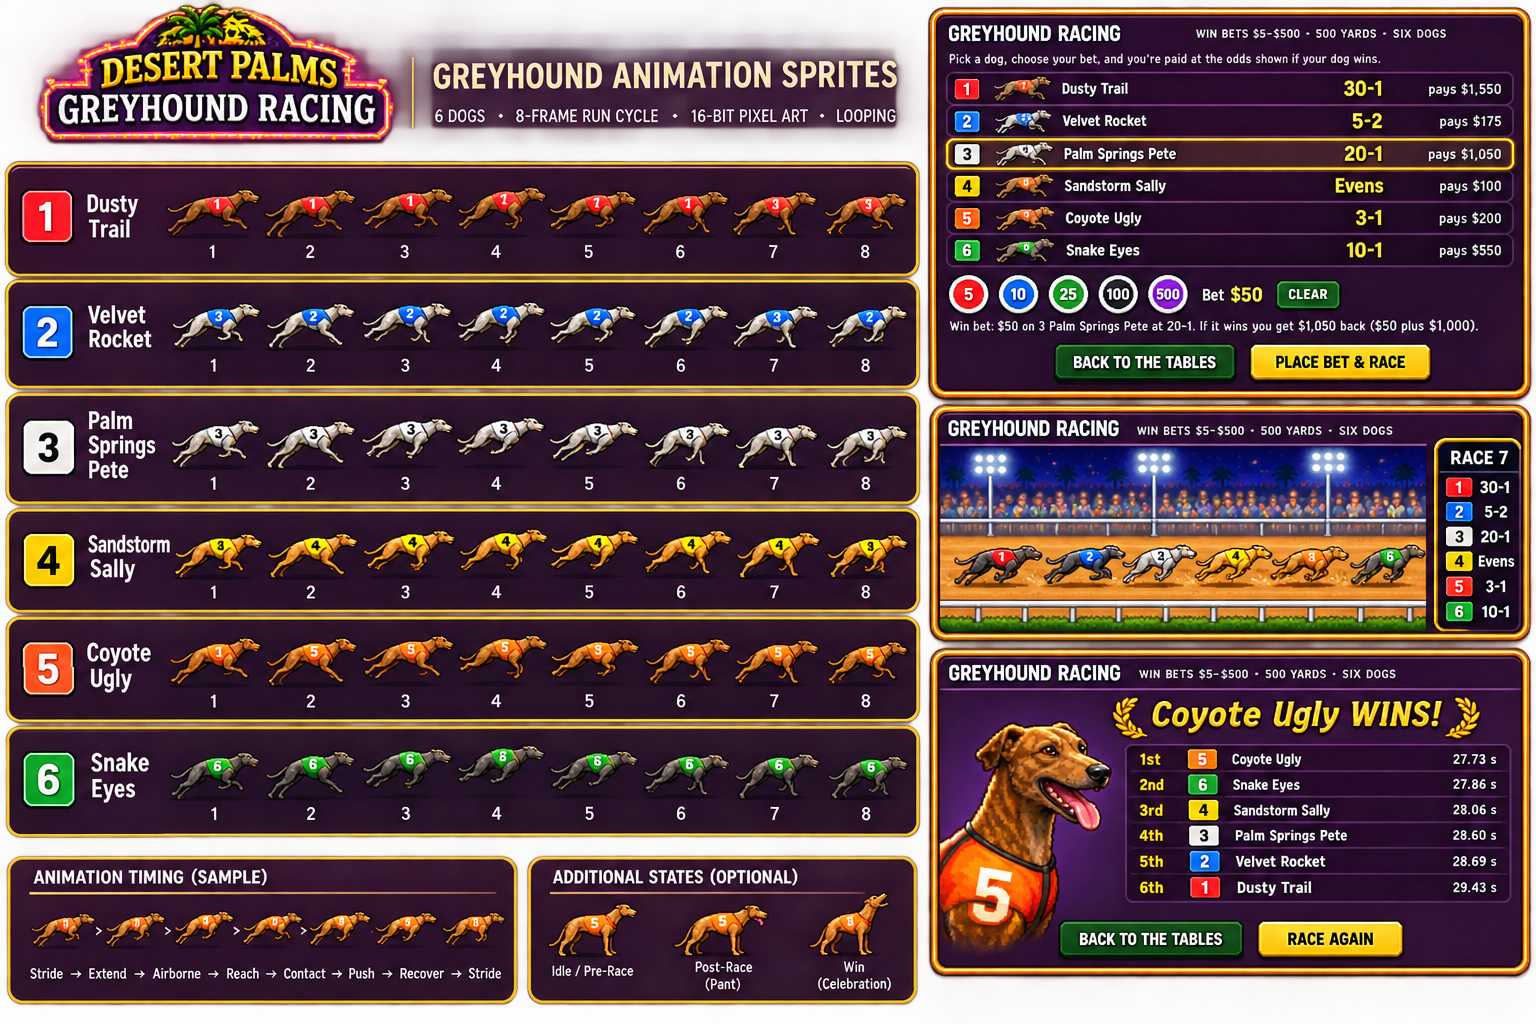 DESERT PALMS
GREYHOUND RACING
GREYHOUND ANIMATION SPRITES
6 DOGS • 8-FRAME RUN CYCLE • 16-BIT PIXEL ART • LOOPING
1 Dusty
Trail
1 2 3 4 5 6 7 8
2 Velvet
Rocket
1 2 3 4 5 6 7 8
3 Palm
Springs
Pete
1 2 3 4 5 6 7 8
4 Sandstorm
Sally
1 2 3 4 5 6 7 8
5 Coyote
Ugly
1 2 3 4 5 6 7 8
6 Snake
Eyes
1 2 3 4 5 6 7 8
ANIMATION TIMING (SAMPLE)
Stride → Extend → Airborne → Reach → Contact → Push → Recover → Stride
ADDITIONAL STATES (OPTIONAL)
5 5
Idle / Pre-Race
Post-Race
(Pant)
Win
(Celebration)
GREYHOUND RACING WIN BETS $5-$500 • 500 YARDS • SIX DOGS
Pick a dog, choose your bet, and you're paid at the odds shown if your dog wins.
1 Dusty Trail 30-1 pays $1,550
2 Velvet Rocket 5-2 pays $175
3 Palm Springs Pete 20-1 pays $1,050
4 Sandstorm Sally Evens pays $100
5 Coyote Ugly 3-1 pays $200
6 Snake Eyes 10-1 pays $550
5 10 25 100 500 Bet $50 CLEAR
Win bet: $50 on 3 Palm Springs Pete at 20-1. If it wins you get $1,050 back ($50 plus $1,000).
BACK TO THE TABLES PLACE BET & RACE
GREYHOUND RACING WIN BETS $5-$500 • 500 YARDS • SIX DOGS
RACE 7
1 30-1
2 5-2
3 20-1
4 Evens
5 3-1
6 10-1
GREYHOUND RACING WIN BETS $5-$500 • 500 YARDS • SIX DOGS
Coyote Ugly WINS!
1st 5 Coyote Ugly 27.73 s
2nd 6 Snake Eyes 27.86 s
3rd 4 Sandstorm Sally 28.06 s
4th 3 Palm Springs Pete 28.60 s
5th 2 Velvet Rocket 28.69 s
6th 1 Dusty Trail 29.43 s
5
BACK TO THE TABLES RACE AGAIN